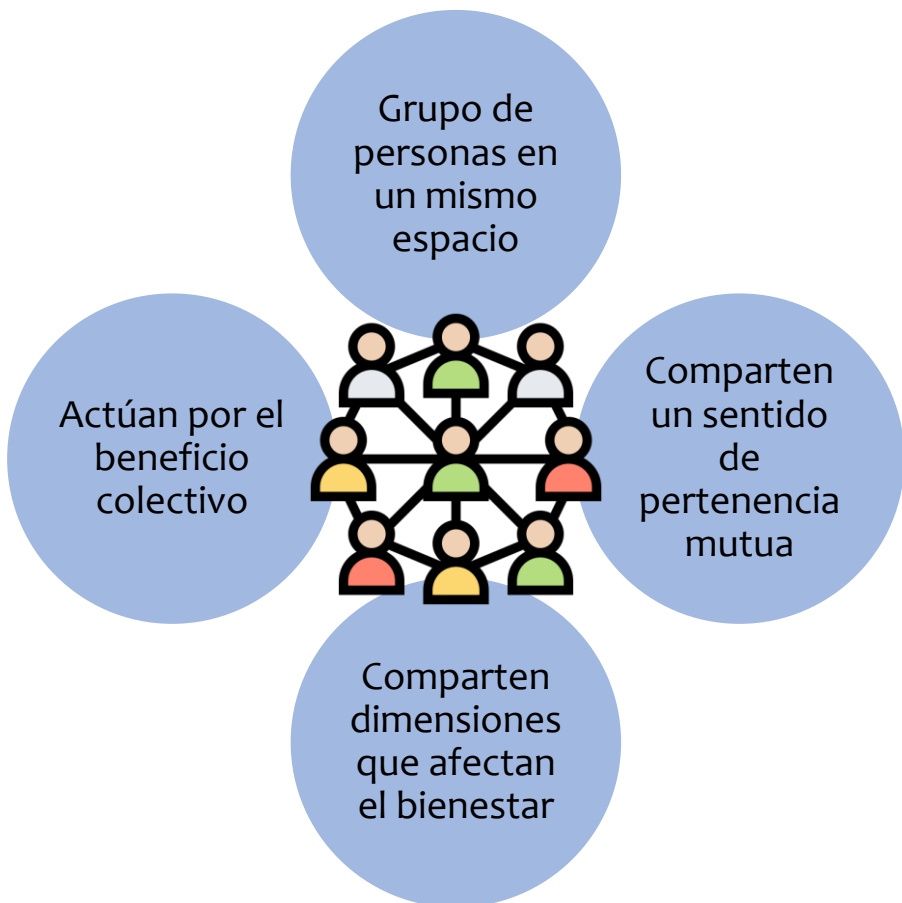 Grupo de
personas en
un mismo
espacio
Actúan por el
beneficio
colectivo
Comparten
un sentido
de
pertenencia
mutua
Comparten
dimensiones
que afectan
el bienestar